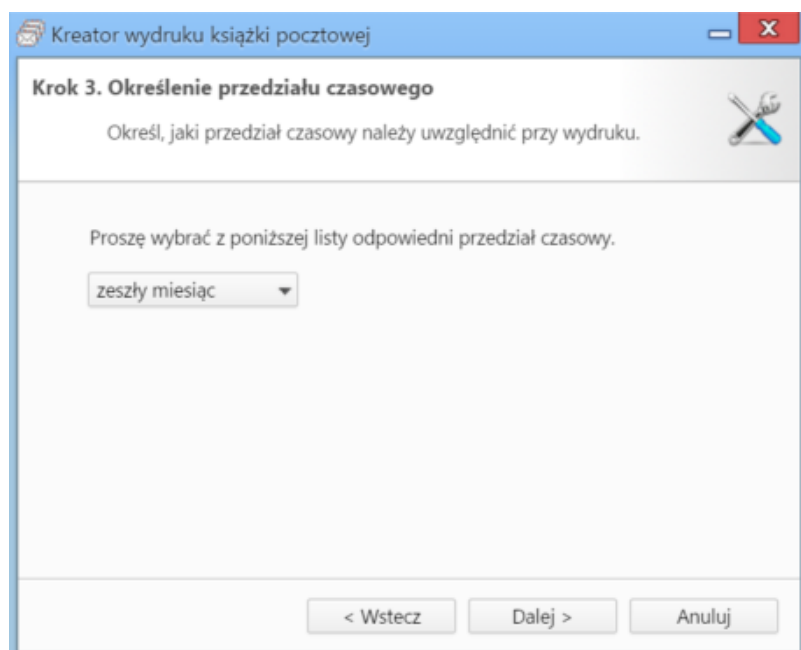 Kreator wydruku książki pocztowej
Krok 3. Określenie przedziału czasowego
Określ, jaki przedział czasowy należy uwzględnić przy wydruku.
Proszę wybrać z poniższej listy odpowiedni przedział czasowy.
zeszły miesiąc
< Wstecz Dalej > Anuluj